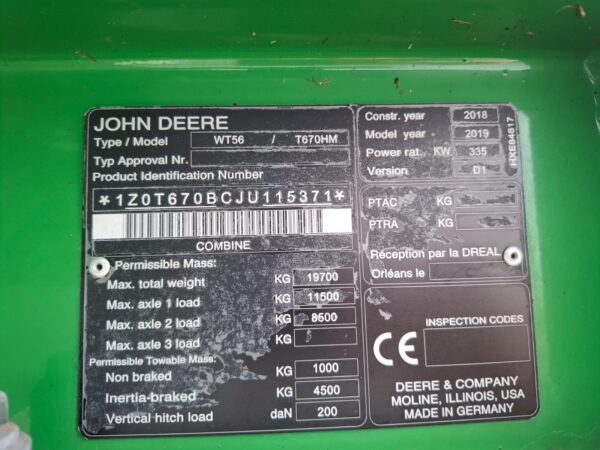 JOHN DEERE
Type / Model WT56 / T670HM
Typ Approval Nr.
Product Identification Number
*1Z0T670BCJU115371*
COMBINE
Permissible Mass:
Max. total weight KG 19700
Max. axle 1 load KG 11500
Max. axle 2 load KG 8500
Max. axle 3 load KG
Permissible Towable Mass:
Non braked KG 1000
Inertia-braked KG 4500
Vertical hitch load daN 200
Constr. year 2018
Model year 2019
Power rat. KW 335
Version D1
PTAC KG
PTRA KG
Réception par la DREAL
Orléans le
INSPECTION CODES
CE
DEERE & COMPANY
MOLINE, ILLINOIS, USA
MADE IN GERMANY
HXE84617